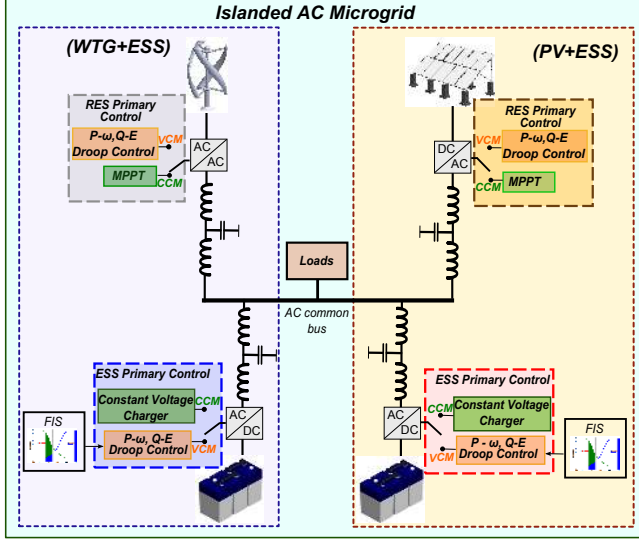 Islanded AC Microgrid
(WTG+ESS)
(PV+ESS)
RES Primary
Control
P-ω,Q-E
Droop Control
VCM
MPPT
CCM
AC
AC
DC
AC
RES Primary
Control
VCM
P-ω,Q-E
Droop Control
CCM
MPPT
Loads
AC common
bus
ESS Primary Control
Constant Voltage
Charger
CCM
P-ω, Q-E
Droop Control
VCM
FIS
AC
DC
AC
DC
ESS Primary Control
CCM
Constant Voltage
Charger
VCM
P - ω, Q-E
Droop Control
FIS